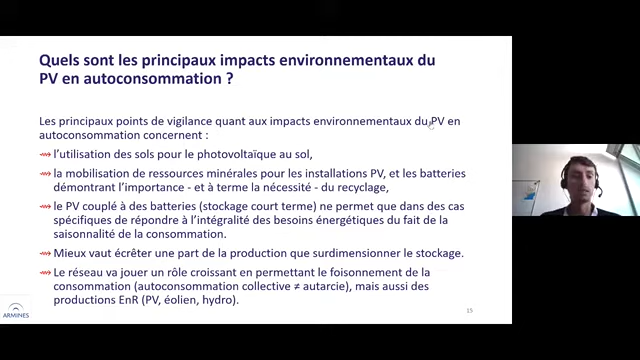 Quels sont les principaux impacts environnementaux du
PV en autoconsommation ?
Les principaux points de vigilance quant aux impacts environnementaux du PV en
autoconsommation concernent :
l'utilisation des sols pour le photovoltaïque au sol,
la mobilisation de ressources minérales pour les installations PV, et les batteries
démontrant l'importance - et à terme la nécessité - du recyclage,
le PV couplé à des batteries (stockage court terme) ne permet que dans des cas
spécifiques de répondre à l'intégralité des besoins énergétiques du fait de la
saisonnalité de la consommation.
Mieux vaut écrêter une part de la production que surdimensionner le stockage.
Le réseau va jouer un rôle croissant en permettant le foisonnement de la
consommation (autoconsommation collective ≠ autarcie), mais aussi des
productions EnR (PV, éolien, hydro).
ARMINES
15